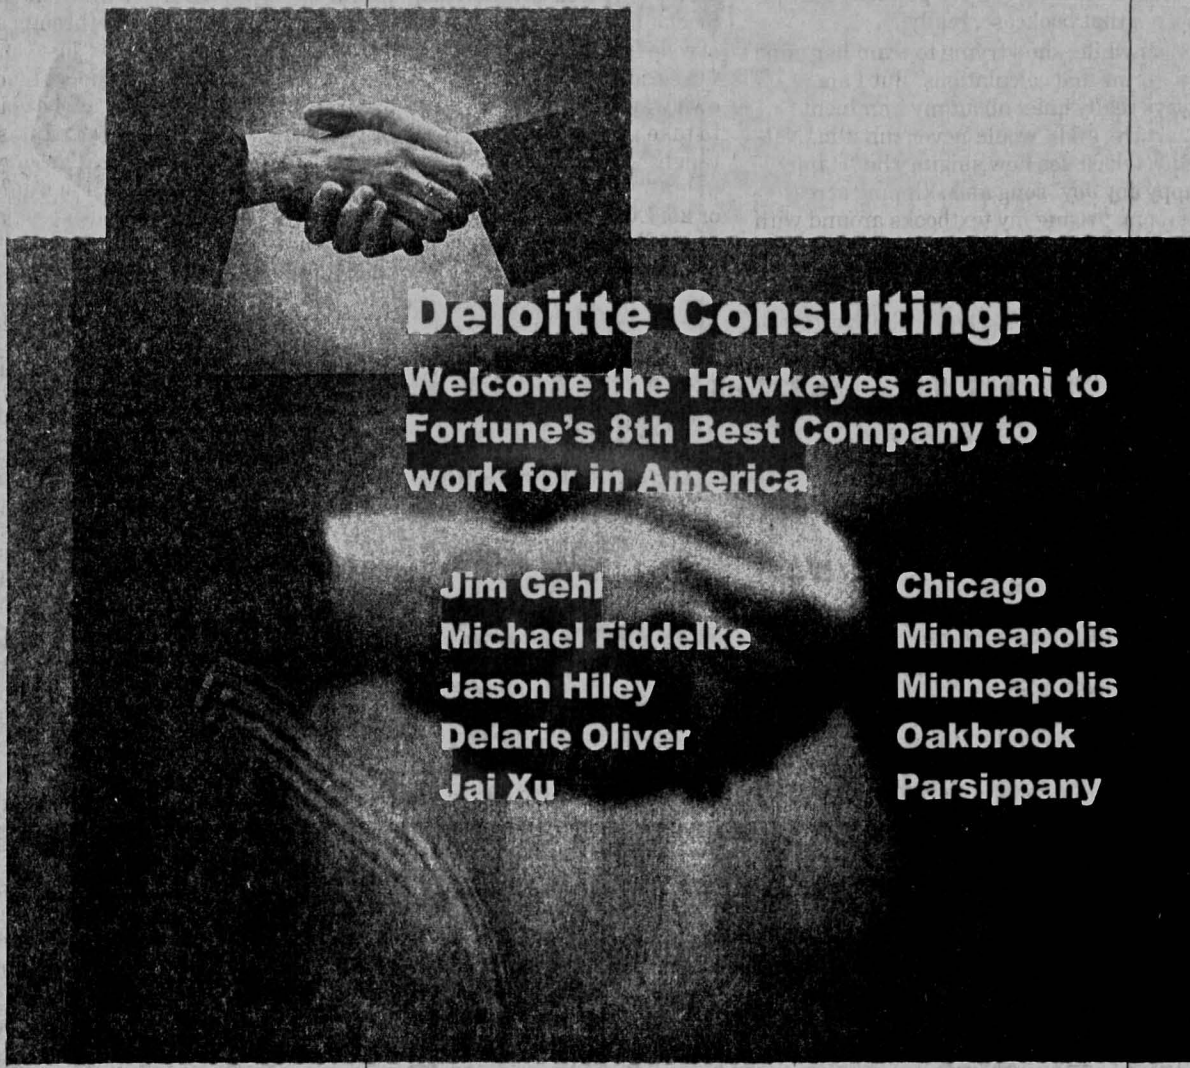 Deloitte Consulting:
Welcome the Hawkeyes alumni to
Fortune's 8th Best Company to
work for in America
Jim Gehl Chicago
Michael Fiddelke Minneapolis
Jason Hiley Minneapolis
Delarie Oliver Oakbrook
Jai Xu Parsippany